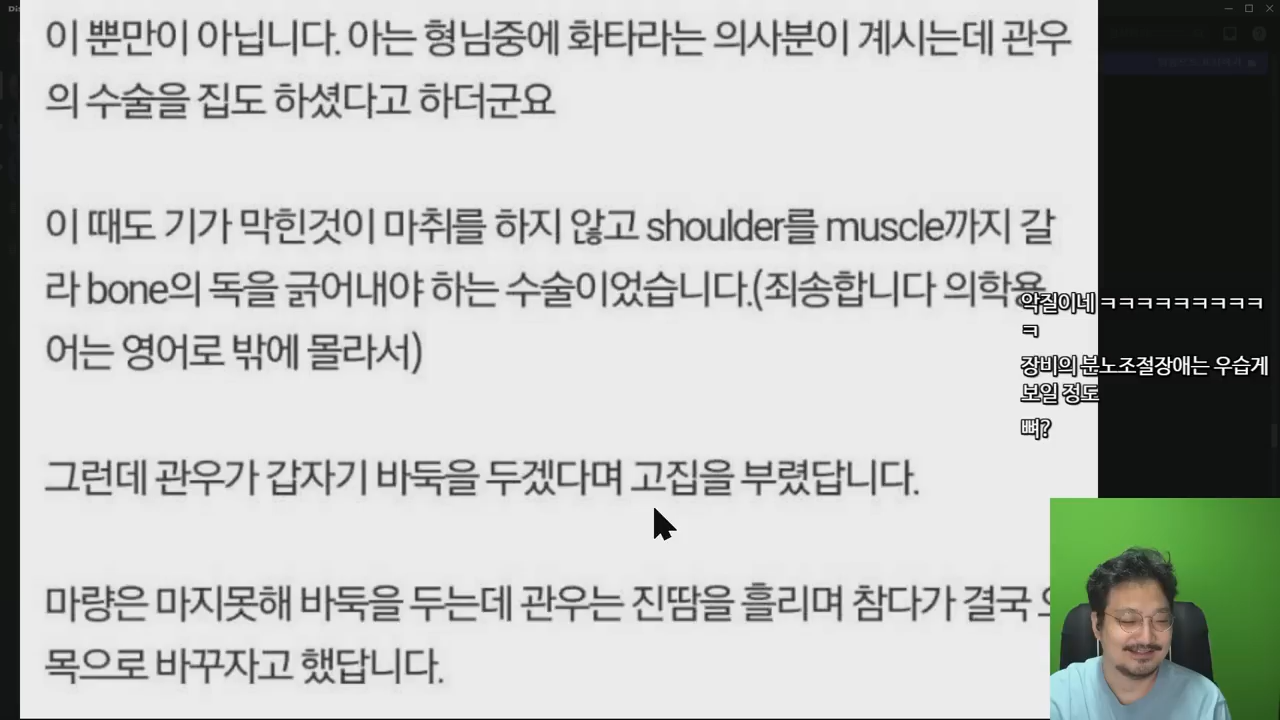 이 뿐만이 아닙니다. 아는 형님중에 화타라는 의사분이 계시는데 관우
의 수술을 집도 하셨다고 하더군요
이 때도 기가 막힌것이 마취를 하지 않고 shoulder를 muscle까지 갈
라 bone의 독을 긁어내야 하는 수술이었습니다.(죄송합니다 의학용
어는 영어로 밖에 몰라서)
그런데 관우가 갑자기 바둑을 두겠다며 고집을 부렸답니다.
마량은 마지못해 바둑을 두는데 관우는 진땀을 흘리며 참다가 결국
목으로 바꾸자고 했답니다.
악질이네 ㅋㅋㅋㅋㅋㅋㅋㅋㅋ
ㅋ
장비의 분노조절장애는 우습게
보일 정도
뼈?